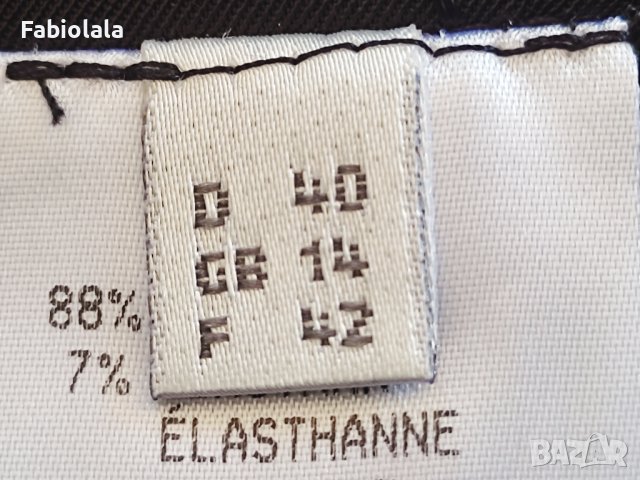 Fabiolala
D 40
GB 14
F 42
88%
7%
ÉLASTHANNE
BAZAR